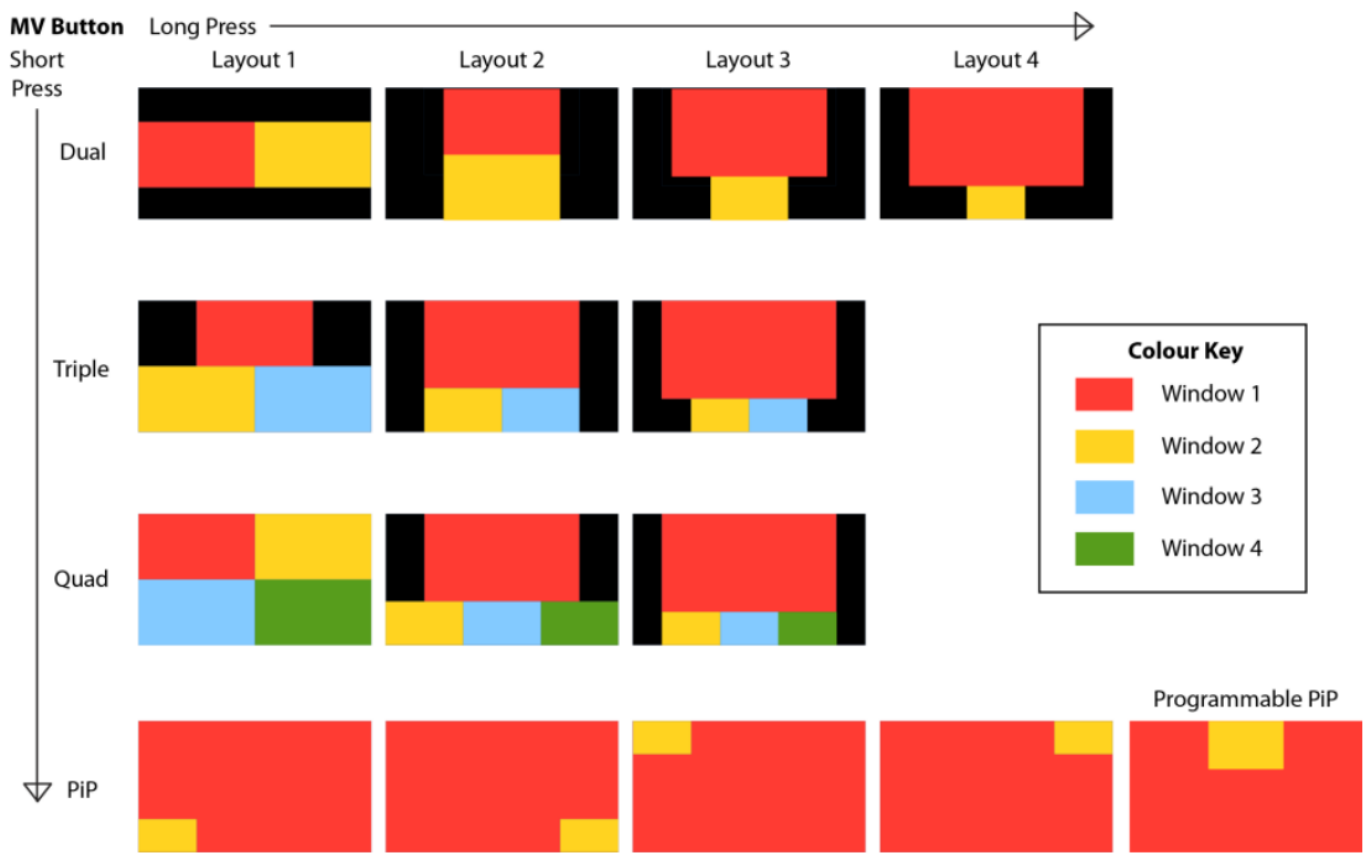 MV Button Long Press
Short
Press
Layout 1 Layout 2 Layout 3 Layout 4
Dual
Triple
Colour Key
Window 1
Window 2
Window 3
Window 4
Quad
Programmable PiP
PiP